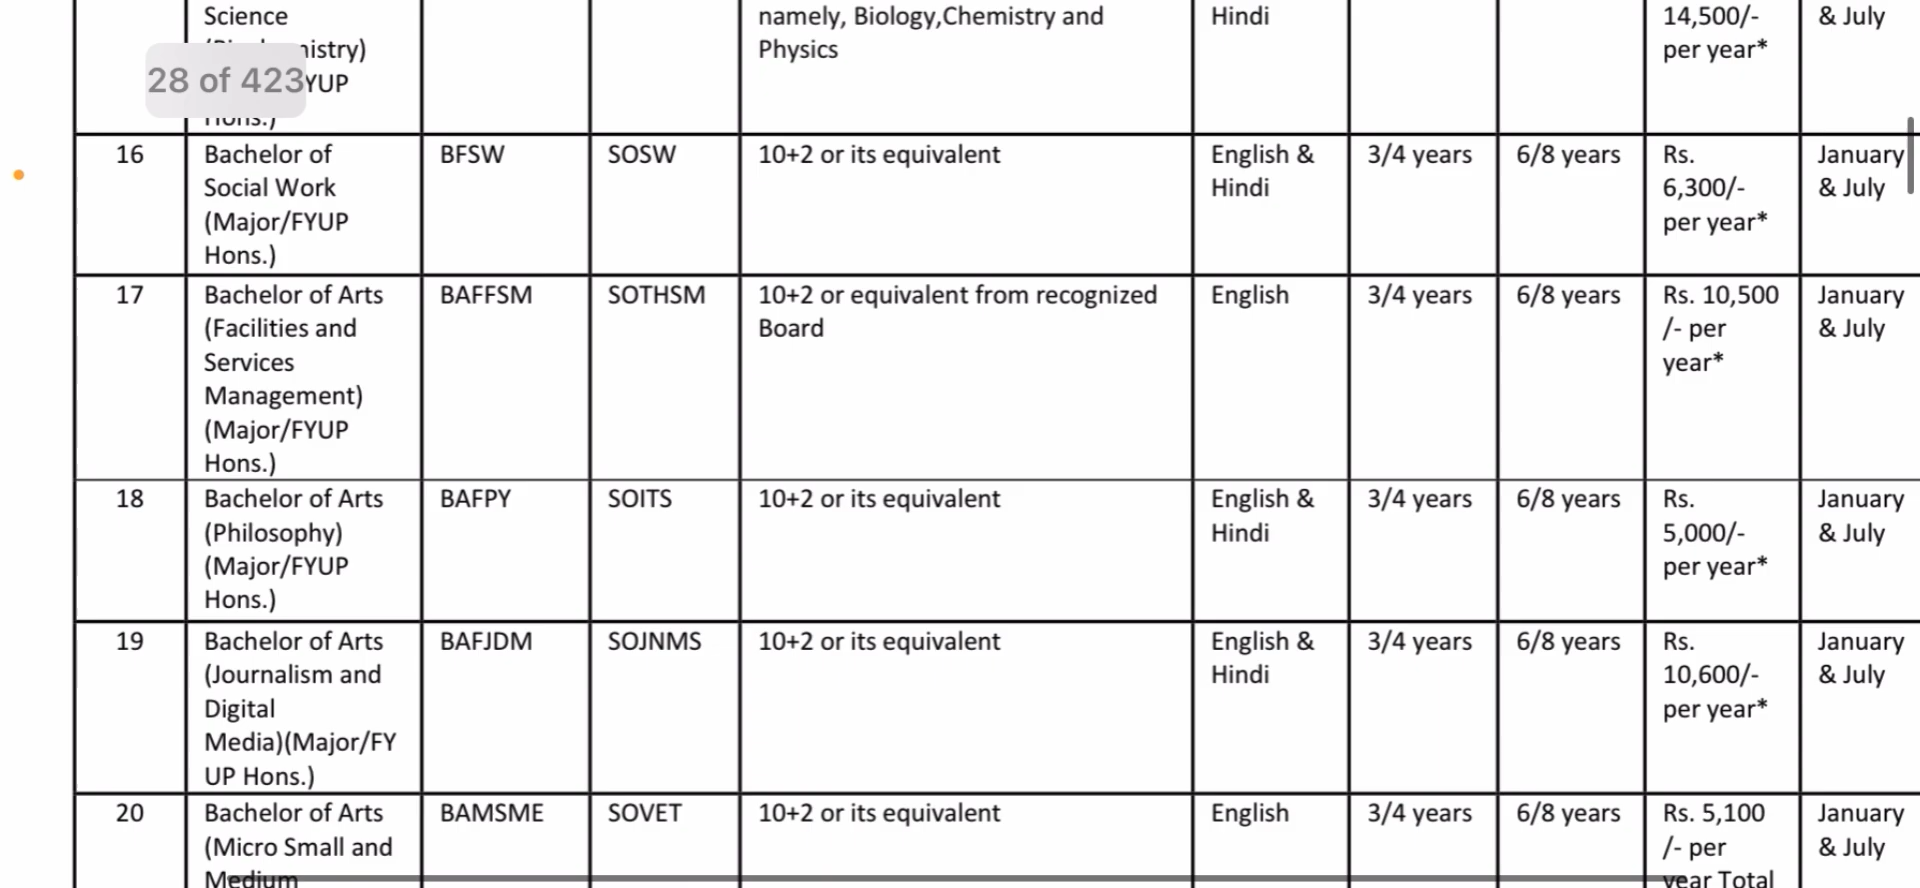 Science
namely, Biology,Chemistry and
Physics
Hindi
14,500/-
per year*
& July
28 of 423
YUP
Hons.)
16
Bachelor of
Social Work
(Major/FYUP
Hons.)
BFSW
SOSW
10+2 or its equivalent
English &
Hindi
3/4 years
6/8 years
Rs.
6,300/-
per year*
January
& July
17
Bachelor of Arts
(Facilities and
Services
Management)
(Major/FYUP
Hons.)
BAFFSM
SOTHSM
10+2 or equivalent from recognized
Board
English
3/4 years
6/8 years
Rs. 10,500
/- per
year*
January
& July
18
Bachelor of Arts
(Philosophy)
(Major/FYUP
Hons.)
BAFPY
SOITS
10+2 or its equivalent
English &
Hindi
3/4 years
6/8 years
Rs.
5,000/-
per year*
January
& July
19
Bachelor of Arts
(Journalism and
Digital
Media)(Major/FY
UP Hons.)
BAFJDM
SOJNMS
10+2 or its equivalent
English &
Hindi
3/4 years
6/8 years
Rs.
10,600/-
per year*
January
& July
20
Bachelor of Arts
(Micro Small and
Medium
BAMSME
SOVET
10+2 or its equivalent
English
3/4 years
6/8 years
Rs. 5,100
/- per
year Total
January
& July